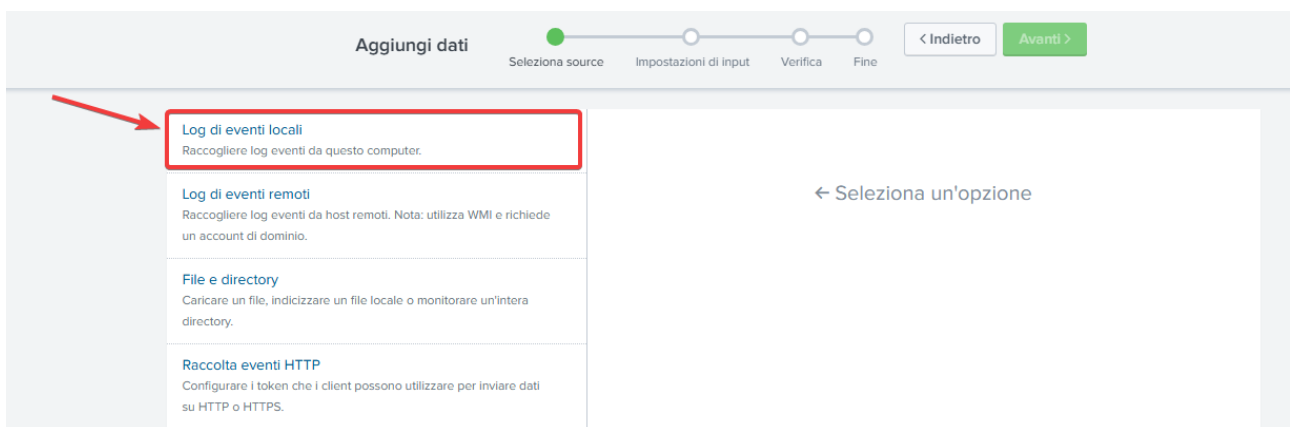 Aggiungi dati
Seleziona source
Impostazioni di input
Verifica
Fine
< Indietro
Avanti >
Log di eventi locali
Raccogliere log eventi da questo computer.
Log di eventi remoti
Raccogliere log eventi da host remoti. Nota: utilizza WMI e richiede
un account di dominio.
File e directory
Caricare un file, indicizzare un file locale o monitorare un'intera
directory.
Raccolta eventi HTTP
Configurare i token che i client possono utilizzare per inviare dati
su HTTP o HTTPS.
← Seleziona un'opzione